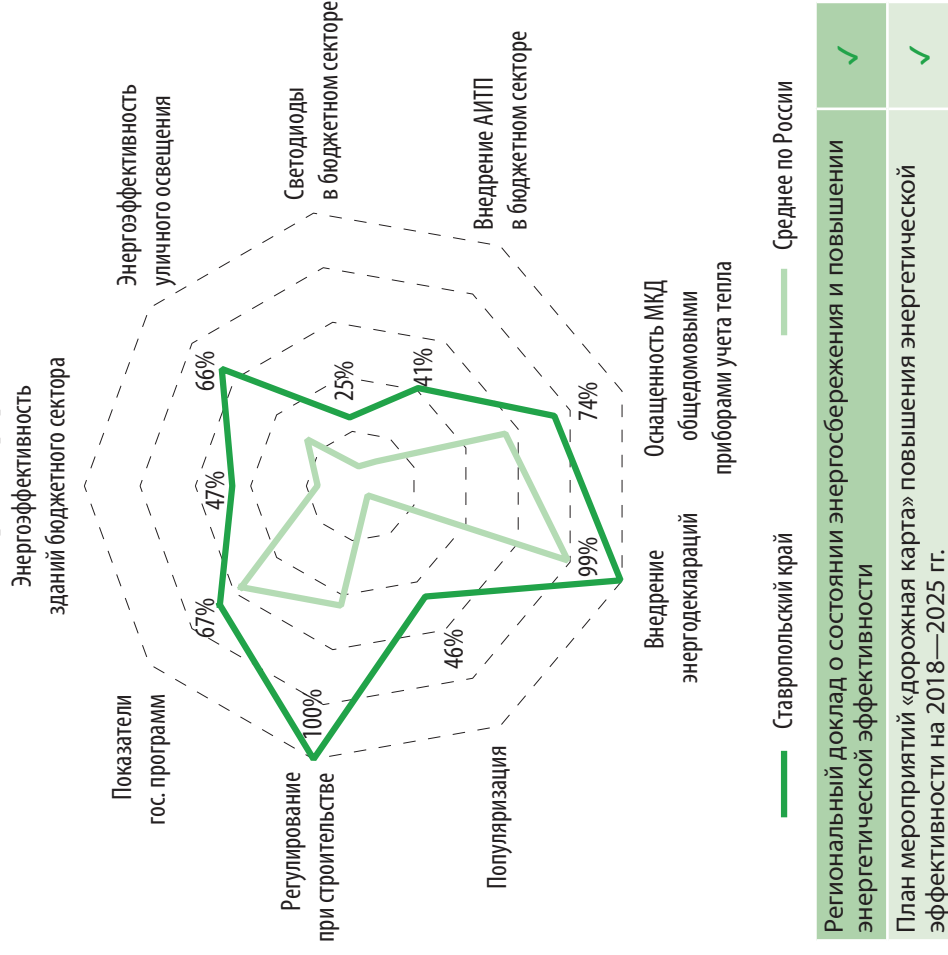 Энергоэффективность
зданий бюджетного сектора
47%
Энергоэффективность
уличного освещения
66%
Светодиоды
в бюджетном секторе
25%
Внедрение АИТП
в бюджетном секторе
41%
Оснащенность МКД
общедомовыми
приборами учета тепла
74%
Внедрение
энергодеклараций
99%
Популяризация
46%
Регулирование
при строительстве
100%
Показатели
гос. программ
67%
Ставропольский край
Среднее по России
Региональный доклад о состоянии энергосбережения и повышении
энергетической эффективности
План мероприятий «дорожная карта» повышения энергетической
эффективности на 2018—2025 гг.